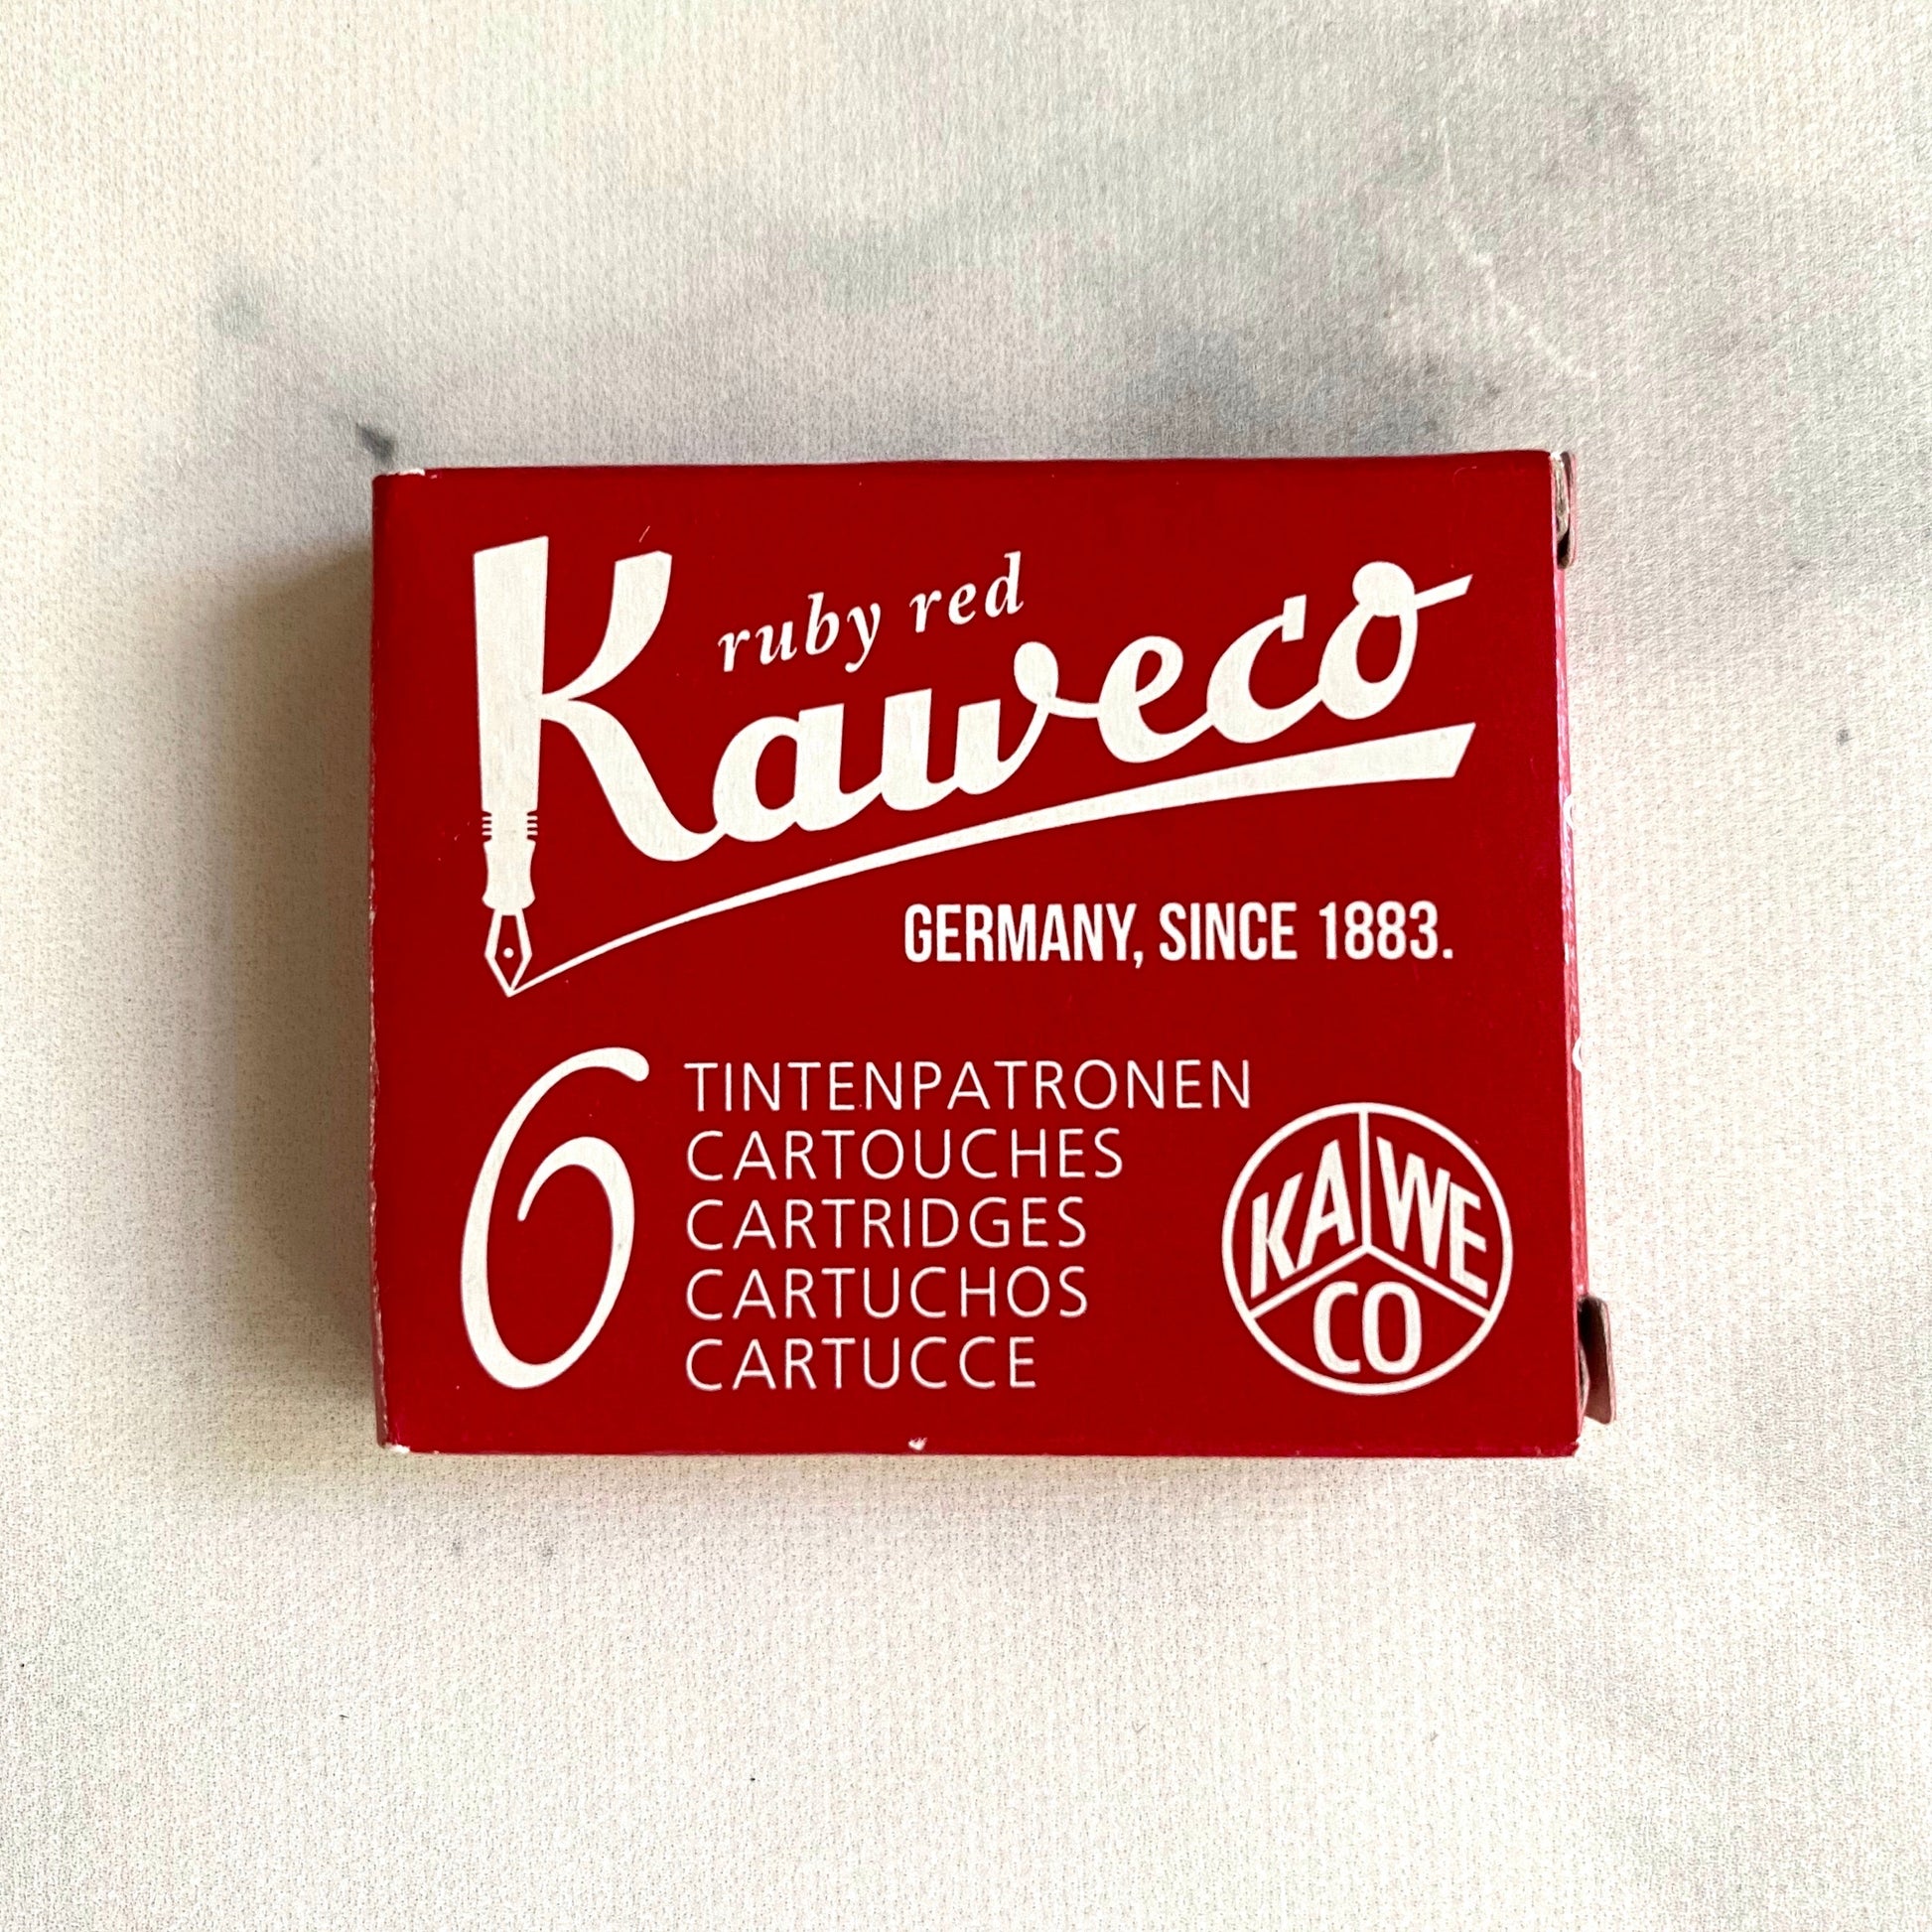 ruby red
Kaweco
GERMANY, SINCE 1883.
6
TINTENPATRONEN
CARTOUCHES
CARTRIDGES
CARTUCHOS
CARTUCCE
KA WE
CO